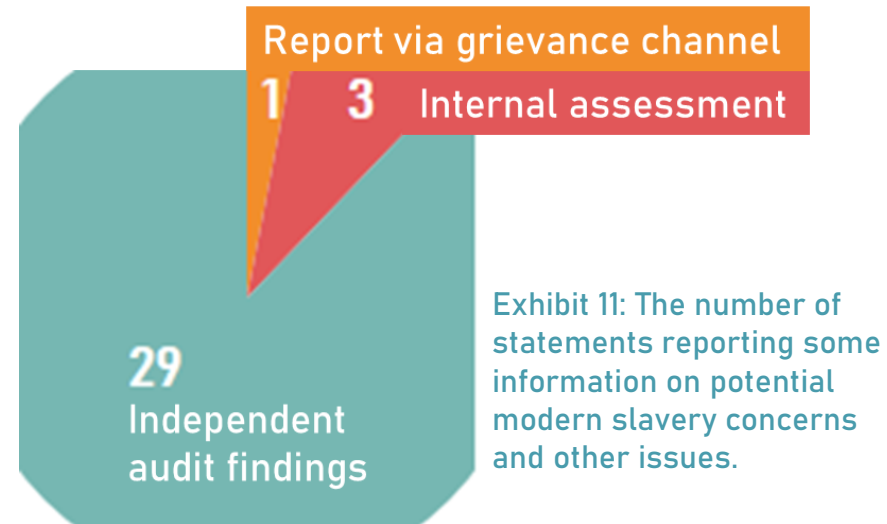 Report via grievance channel
1
3 Internal assessment
29
Independent
audit findings
Exhibit 11: The number of
statements reporting some
information on potential
modern slavery concerns
and other issues.